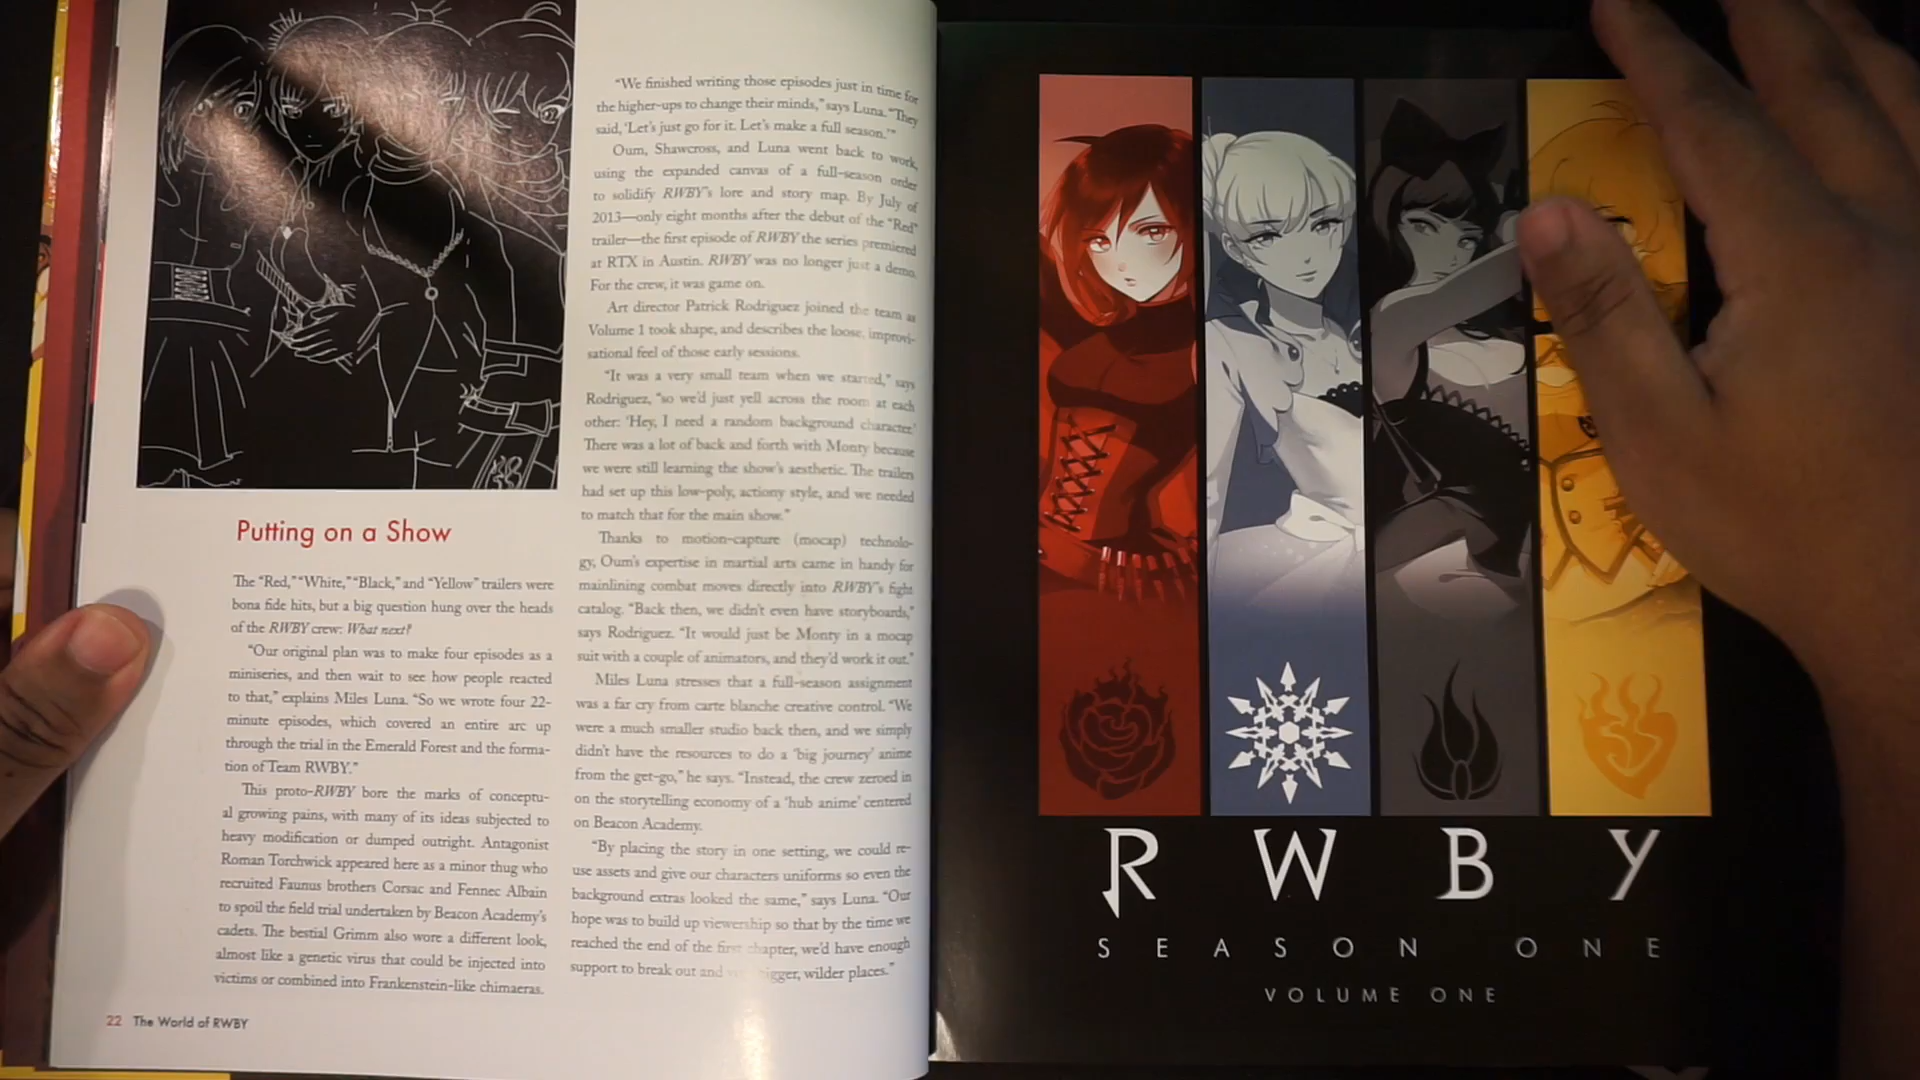 Putting on a Show
The “Red,” “White,” “Black,” and “Yellow” trailers were
bona fide hits, but a big question hung over the heads
of the RWBY crew: What next?
“Our original plan was to make four episodes as a
miniseries, and then wait to see how people reacted
to that,” explains Miles Luna. “So we wrote four 22-
minute episodes, which covered an entire arc up
through the trial in the Emerald Forest and the forma-
tion of Team RWBY.”
This proto-RWBY bore the marks of conceptu-
al growing pains, with many of its ideas subjected to
heavy modification or dumped outright. Antagonist
Roman Torchwick appeared here as a minor thug who
recruited Faunus brothers Corsac and Fennec Albain
to spoil the field trial undertaken by Beacon Academy’s
cadets. The bestial Grimm also wore a different look,
almost like a genetic virus that could be injected into
victims or combined into Frankenstein-like chimaeras.
“We finished writing those episodes just in time for
the higher-ups to change their minds,” says Luna. “They
said, ‘Let’s just go for it. Let’s make a full season.’”
Oum, Shawcross, and Luna went back to work,
using the expanded canvas of a full-season order
to solidify RWBY’s lore and story map. By July of
2013—only eight months after the debut of the “Red”
trailer—the first episode of RWBY the series premiered
at RTX in Austin. RWBY was no longer just a demo.
For the crew, it was game on.
Art director Patrick Rodriguez joined the team as
Volume 1 took shape, and describes the loose, improvi-
sational feel of those early sessions.
“It was a very small team when we started,” says
Rodriguez, “so we’d just yell across the room at each
other: ‘Hey, I need a random background character.’
There was a lot of back and forth with Monty because
we were still learning the show’s aesthetic. The trailers
had set up this low-poly, actiony style, and we needed
to match that for the main show.”
Thanks to motion-capture (mocap) technolo-
gy, Oum’s expertise in martial arts came in handy for
mainlining combat moves directly into RWBY’s fight
catalog. “Back then, we didn’t even have storyboards,”
says Rodriguez. “It would just be Monty in a mocap
suit with a couple of animators, and they’d work it out.”
Miles Luna stresses that a full-season assignment
was a far cry from carte blanche creative control. “We
were a much smaller studio back then, and we simply
didn’t have the resources to do a ‘big journey’ anime
from the get-go,” he says. “Instead, the crew zeroed in
on the storytelling economy of a ‘hub anime’ centered
on Beacon Academy.
“By placing the story in one setting, we could re-
use assets and give our characters uniforms so even the
background extras looked the same,” says Luna. “Our
hope was to build up viewership so that by the time we
reached the end of the first chapter, we’d have enough
support to break out and bigger, wilder places.”
22 The World of RWBY
R W B Y
SEASON ONE
VOLUME ONE